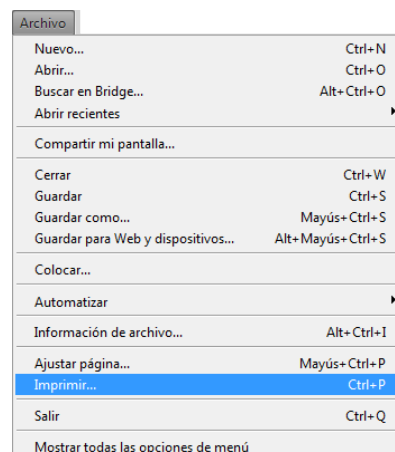 Archivo
Nuevo... Ctrl+N
Abrir... Ctrl+O
Buscar en Bridge... Alt+Ctrl+O
Abrir recientes
Compartir mi pantalla...
Cerrar Ctrl+W
Guardar Ctrl+S
Guardar como... Mayús+Ctrl+S
Guardar para Web y dispositivos... Alt+Mayús+Ctrl+S
Colocar...
Automatizar
Información de archivo... Alt+Ctrl+I
Ajustar página... Mayús+Ctrl+P
Imprimir... Ctrl+P
Salir Ctrl+Q
Mostrar todas las opciones de menú